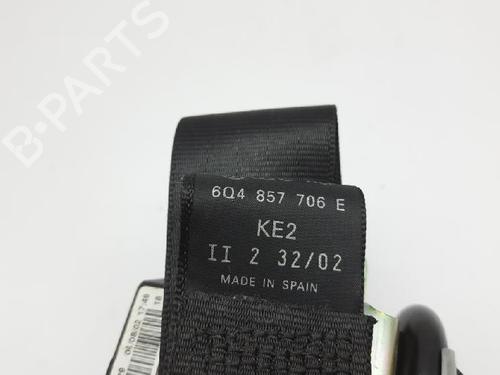 B-PARTS
6Q4 857 706 E
KE2
II 2 32/02
MADE IN SPAIN